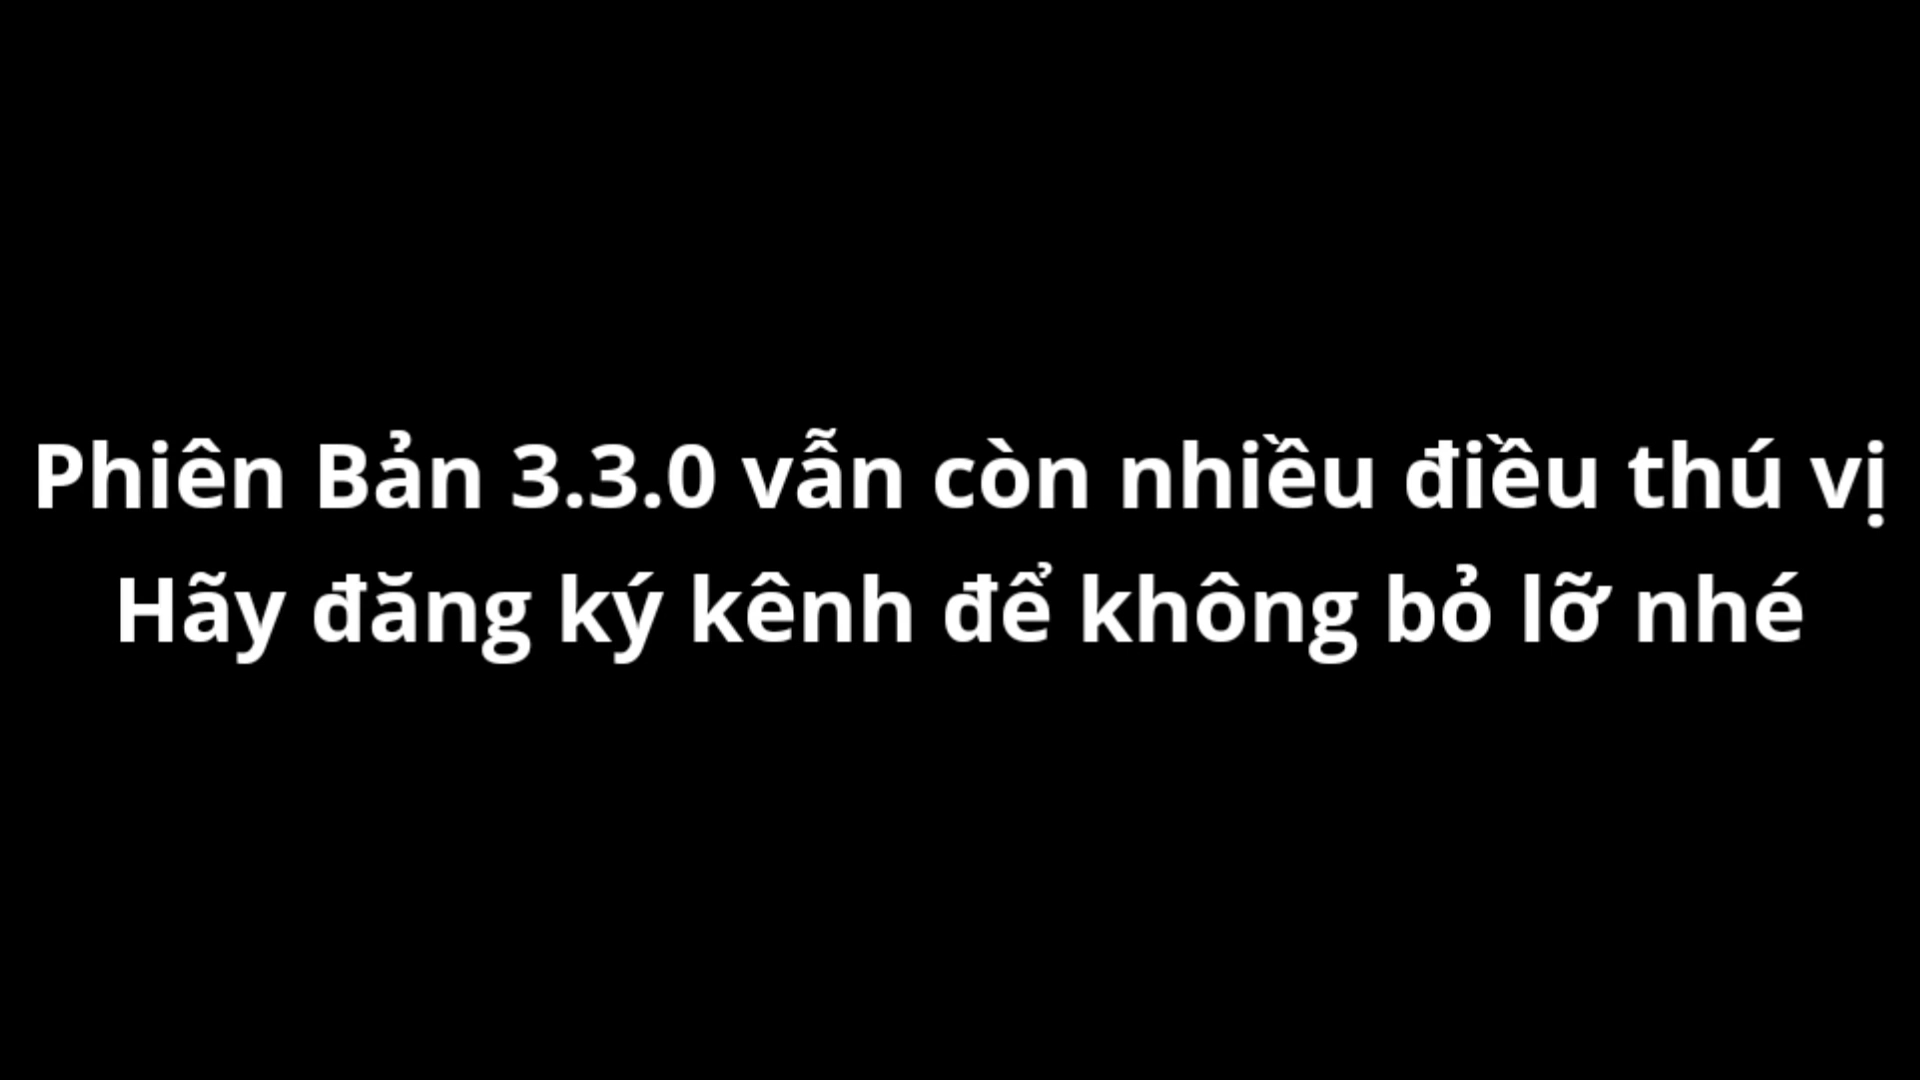 Phiên Bản 3.3.0 vẫn còn nhiều điều thú vị
Hãy đăng ký kênh để không bỏ lỡ nhé